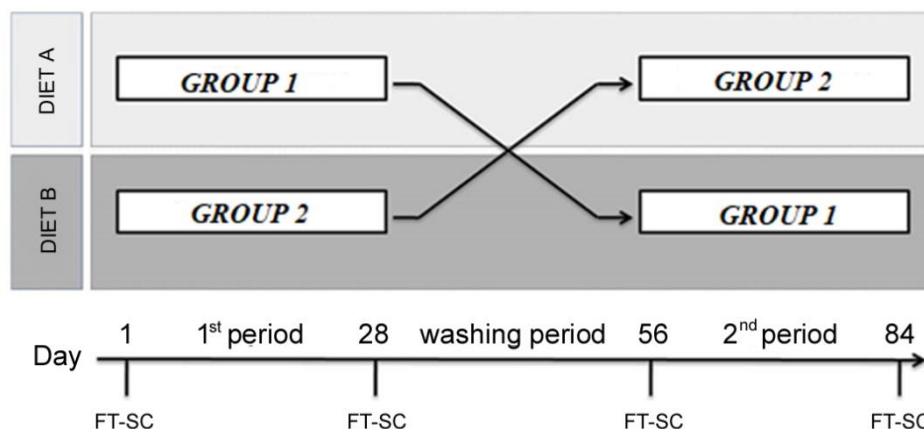 DIET A
GROUP 1
GROUP 2
DIET B
GROUP 2
GROUP 1
Day 1 1st period 28 washing period 56 2nd period 84
FT-SC FT-SC FT-SC FT-SC